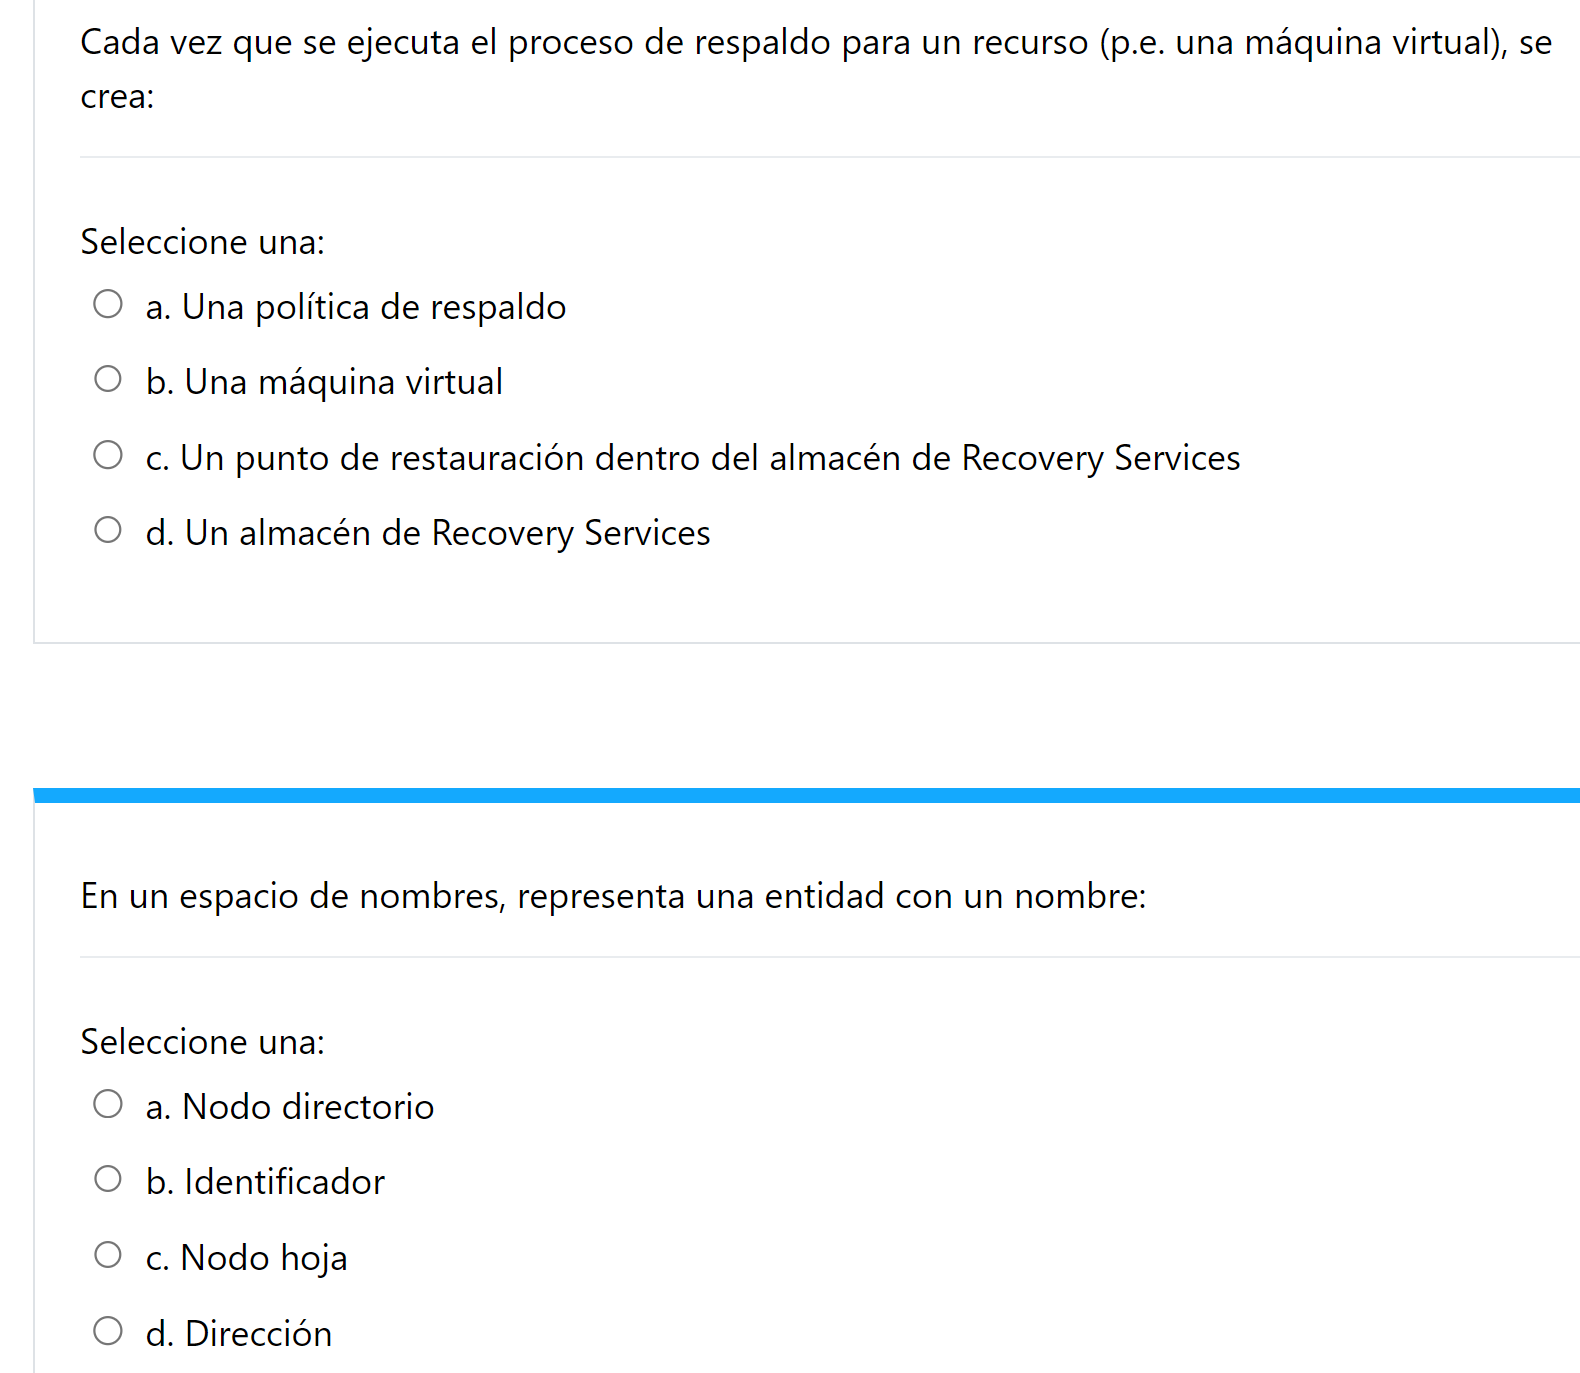 Cada vez que se ejecuta el proceso de respaldo para un recurso (p.e. una máquina virtual), se
crea:
Seleccione una:
a. Una política de respaldo
b. Una máquina virtual
c. Un punto de restauración dentro del almacén de Recovery Services
d. Un almacén de Recovery Services
En un espacio de nombres, representa una entidad con un nombre:
Seleccione una:
a. Nodo directorio
b. Identificador
c. Nodo hoja
d. Dirección